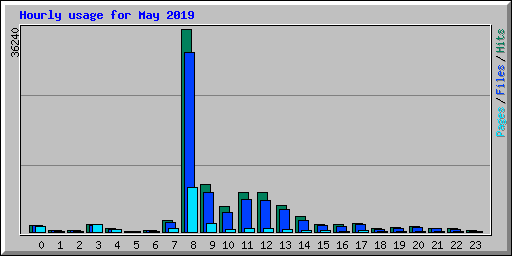 Hourly usage for May 2019
36240
Pages/Files/Hits
0 1 2 3 4 5 6 7 8 9 10 11 12 13 14 15 16 17 18 19 20 21 22 23